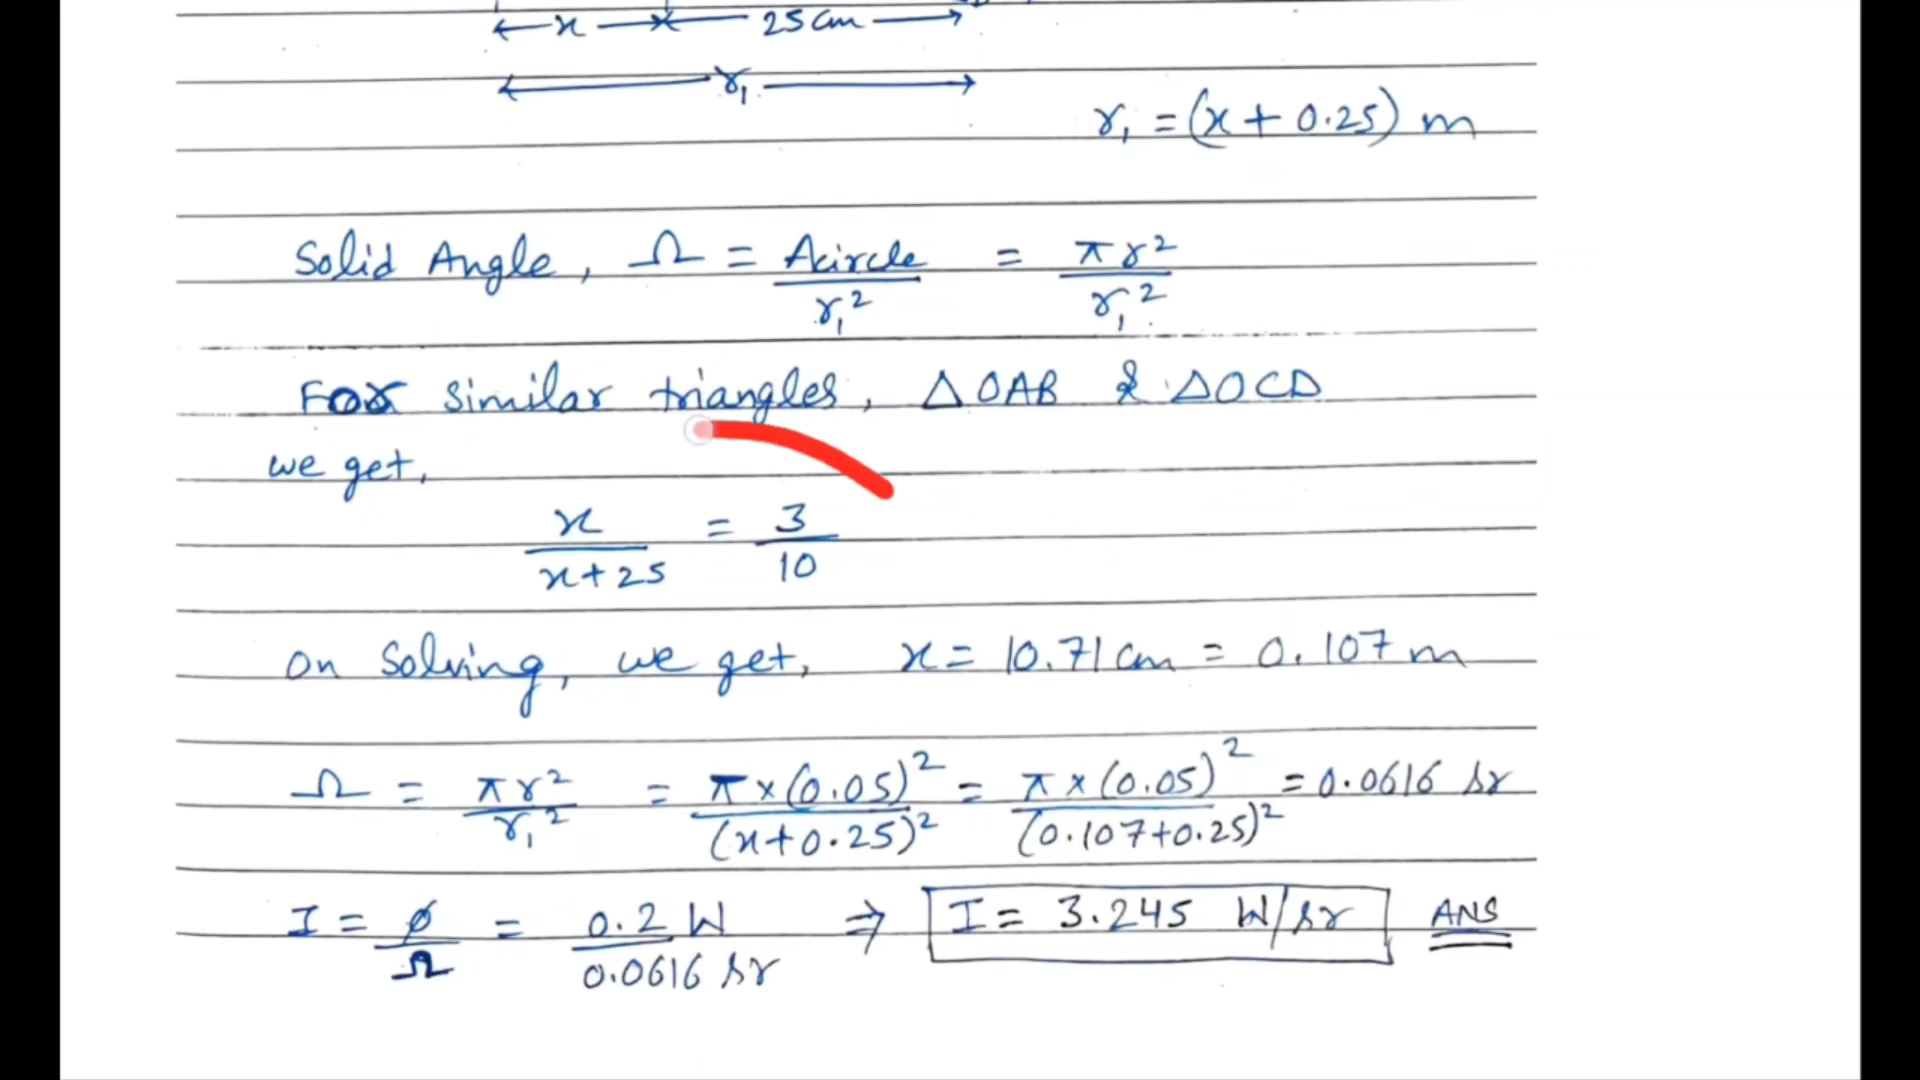 x 25 cm
r₁
r₁ = (x + 0.25) m
Solid Angle, Ω = Acircle / r₁² = πr² / r₁²
For similar triangles, △OAB & △OCD
we get,
x / x+25 = 3 / 10
on solving, we get, x = 10.71 cm = 0.107 m
Ω = πr² / r₁² = π×(0.05)² / (x+0.25)² = π×(0.05)² / (0.107+0.25)² = 0.0616 sr
I = ϕ / Ω = 0.2 W / 0.0616 sr ⇒ I = 3.245 W/sr ANS